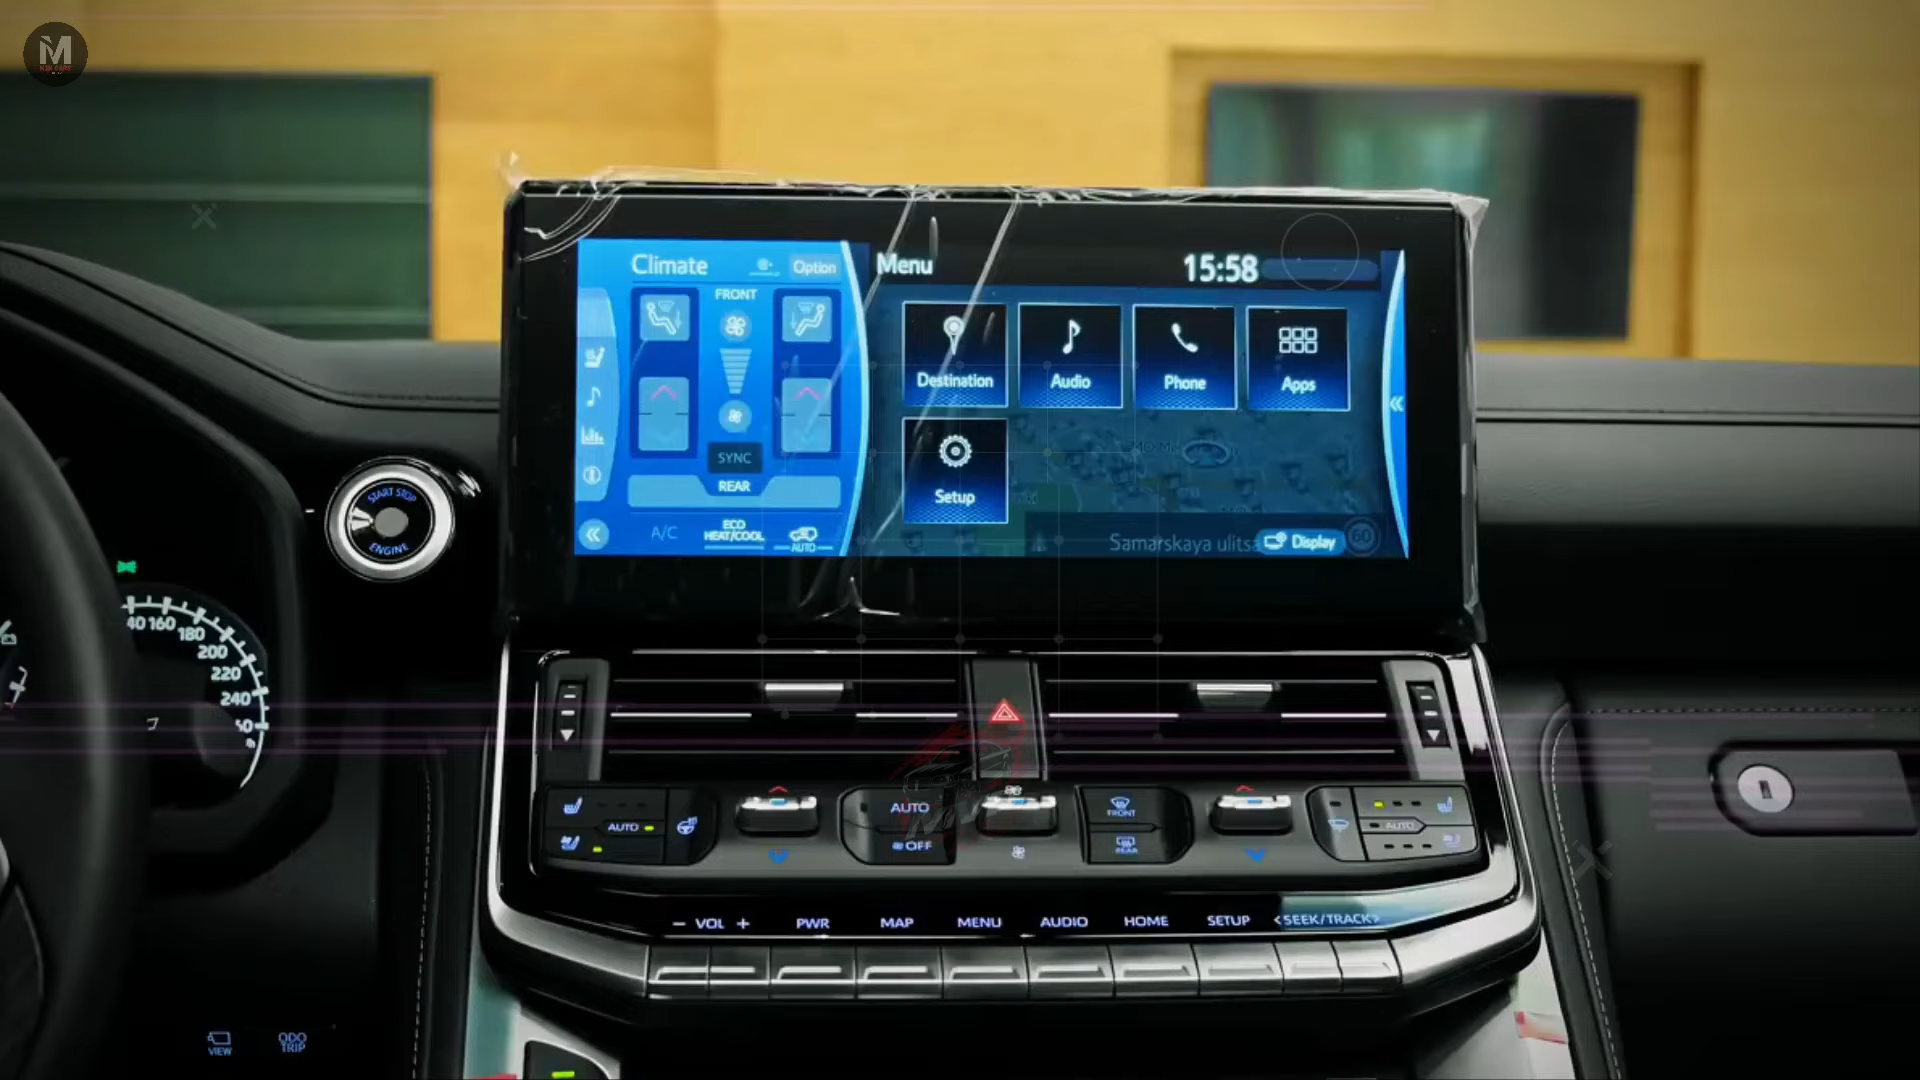 M
Climate
Option
Menu
15:58
FRONT
Destination
Audio
Phone
Apps
SYNC
REAR
Setup
A/C
ECO
HEAT/COOL
AUTO
Samarskaya ulitsa
Display
60
START STOP
ENGINE
160
180
200
220
240
AUTO
AUTO
OFF
FRONT
REAR
AUTO
- VOL +
PWR
MAP
MENU
AUDIO
HOME
SETUP
<SEEK/TRACK>
VIEW
ODO
TRIP